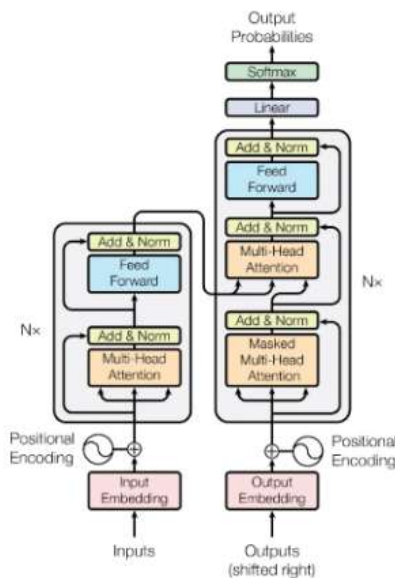 Output
Probabilities
Softmax
Linear
Add & Norm
Feed
Forward
Add & Norm
Multi-Head
Attention
Add & Norm
Masked
Multi-Head
Attention
Nx
Positional
Encoding
Output
Embedding
Outputs
(shifted right)
Add & Norm
Feed
Forward
Add & Norm
Multi-Head
Attention
Nx
Positional
Encoding
Input
Embedding
Inputs